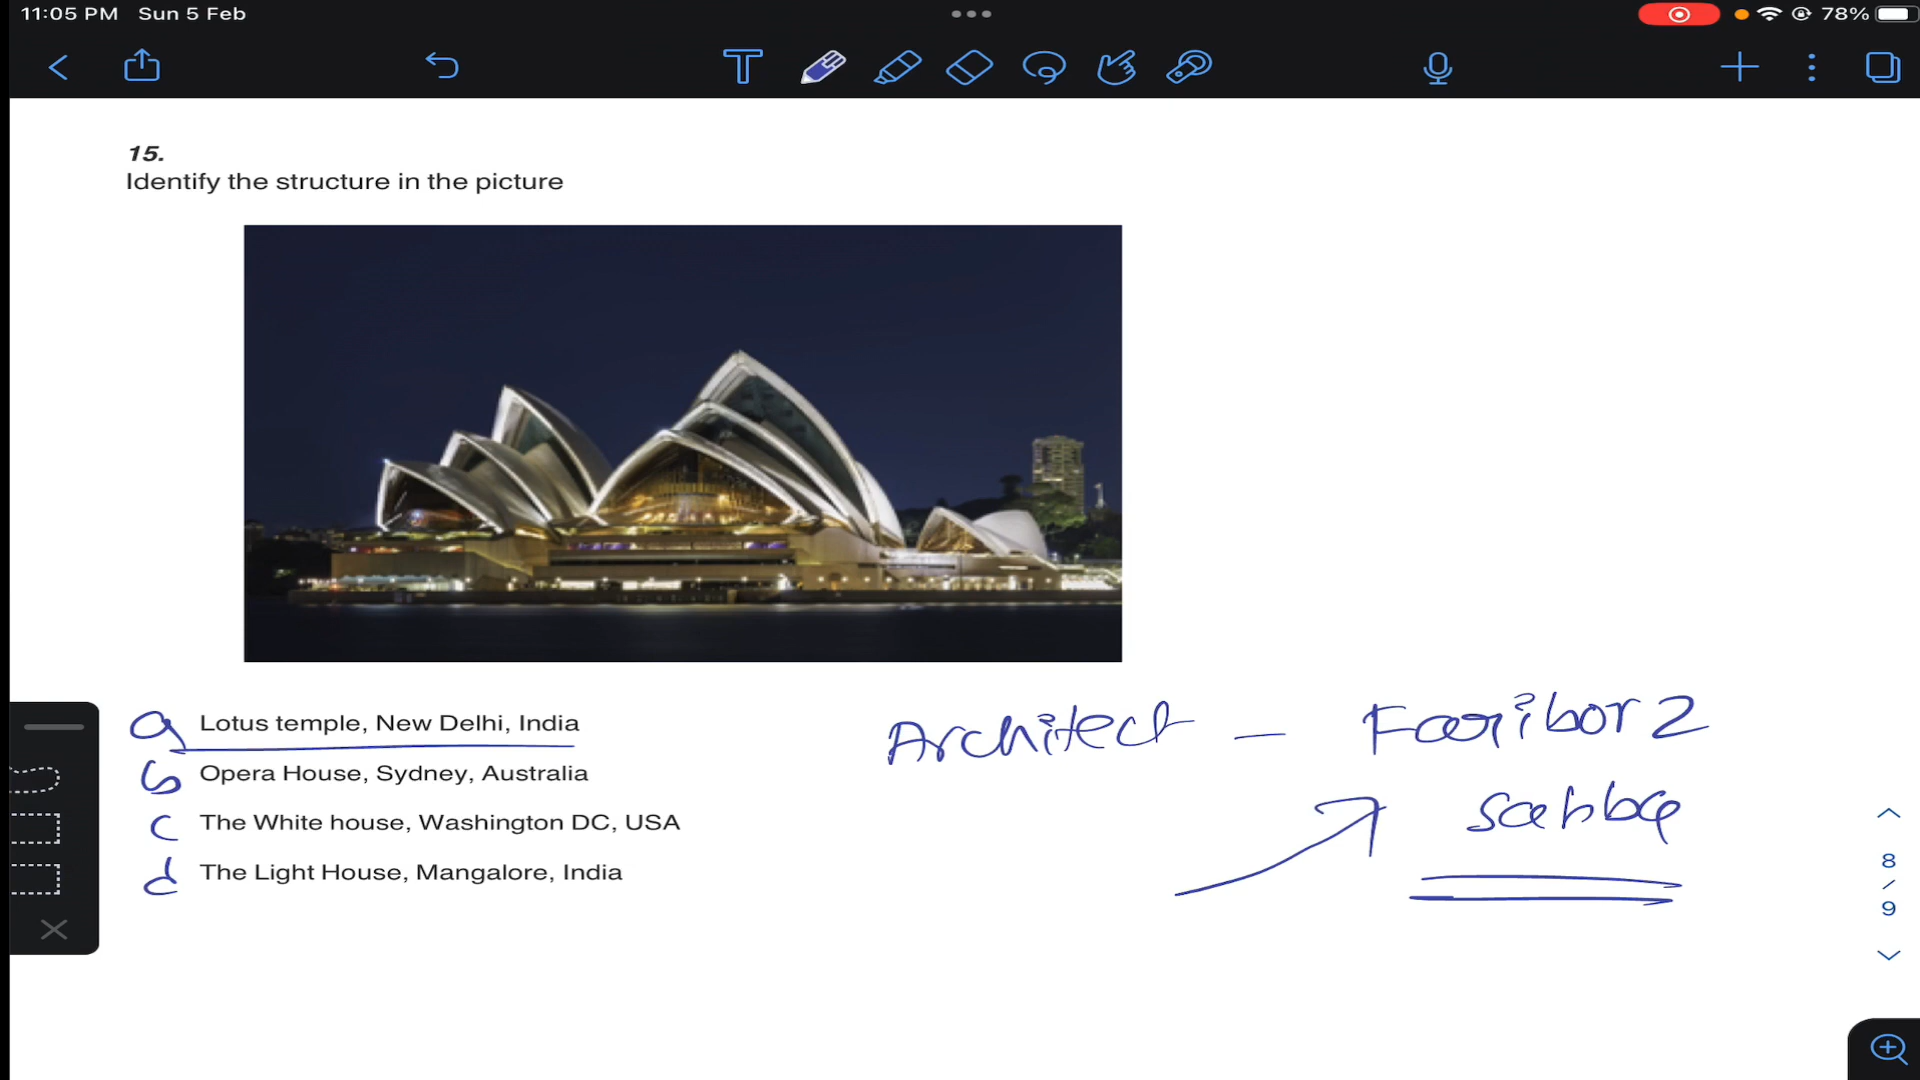 11:05 PM Sun 5 Feb
78%
T
15.
Identify the structure in the picture
a Lotus temple, New Delhi, India
b Opera House, Sydney, Australia
c The White house, Washington DC, USA
d The Light House, Mangalore, India
Architect — Fariborz
sahba
8
/
9